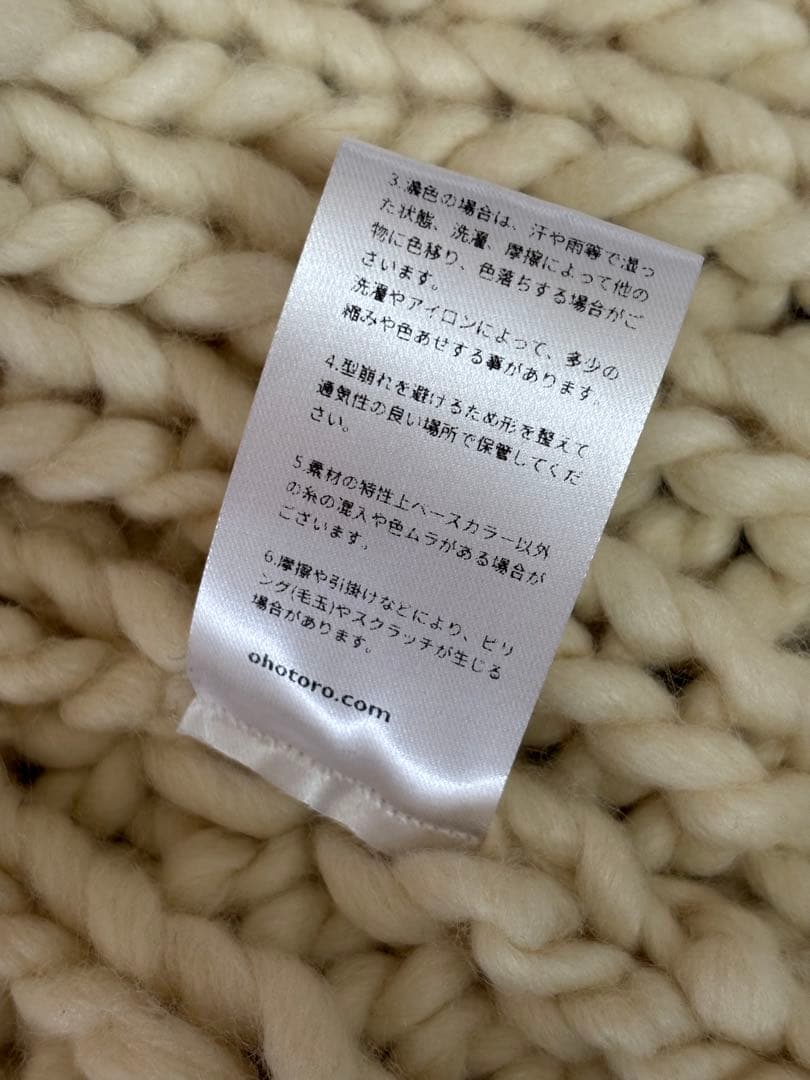 3.濃色の場合は、汗や雨等で湿っ
た状態、洗濯、摩擦によって他の
物に色移り、色落ちする場合がご
ざいます。
洗濯やアイロンによって、多少の
縮みや色あせする事があります。
4.型崩れを避けるため形を整えて
通気性の良い場所で保管してくだ
さい。
5.素材の特性上ベースカラー以外
の糸の混入や色ムラがある場合が
ございます。
6.摩擦や引掛けなどにより、ピリ
ング(毛玉)やスクラッチが生じる
場合があります。
ohotoro.com